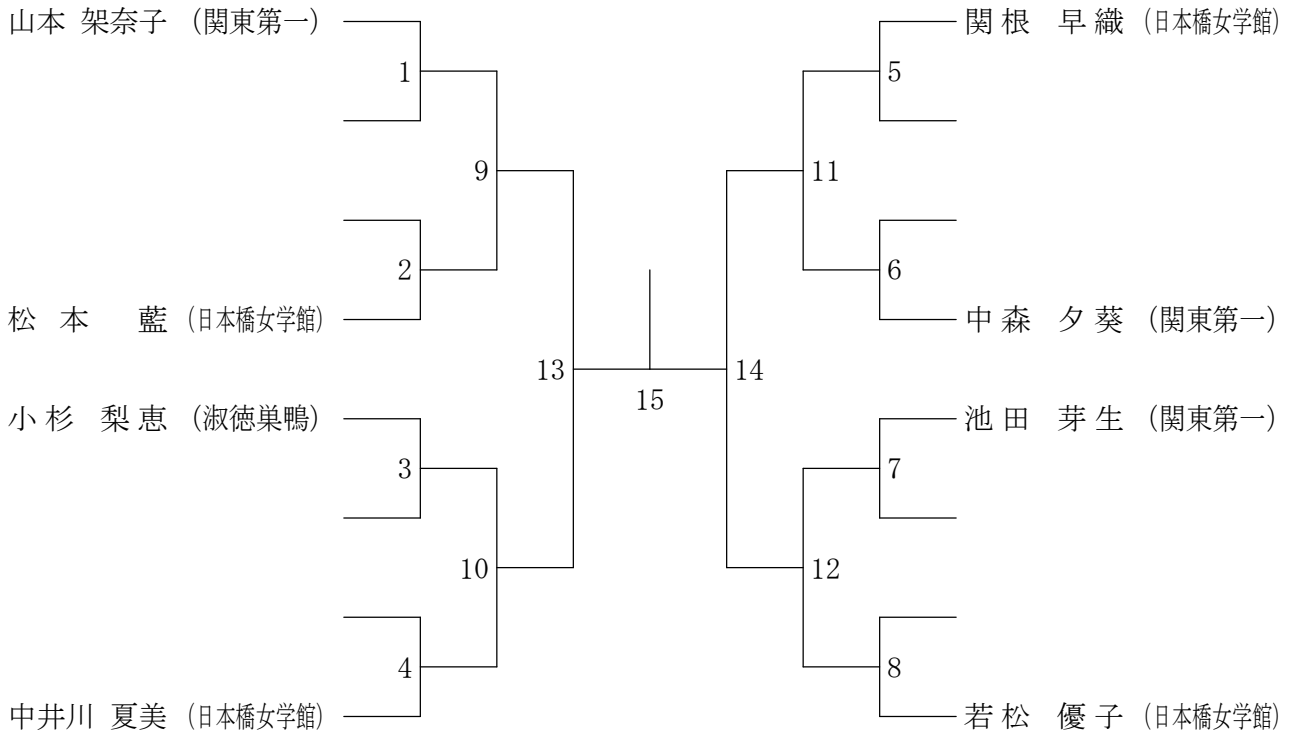 山本 架奈子 （関東第一）
関根 早織 （日本橋女学館）
1
5
9
11
2
6
松本 藍 （日本橋女学館）
中森 夕葵 （関東第一）
13
14
15
小杉 梨恵 （淑徳巣鴨）
池田 芽生 （関東第一）
3
7
10
12
4
8
中井川 夏美 （日本橋女学館）
若松 優子 （日本橋女学館）